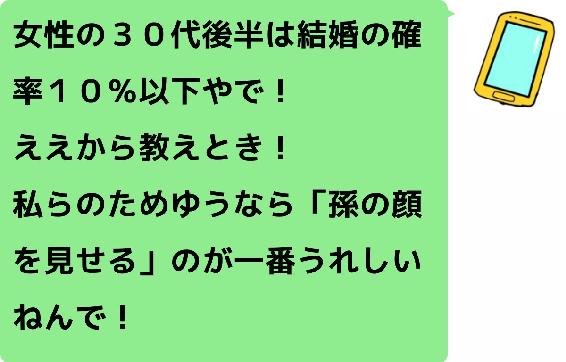 女性の３０代後半は結婚の確
率１０％以下やで！
ええから教えとき！
私らのためゆうなら「孫の顔
を見せる」のが一番うれしい
ねんで！